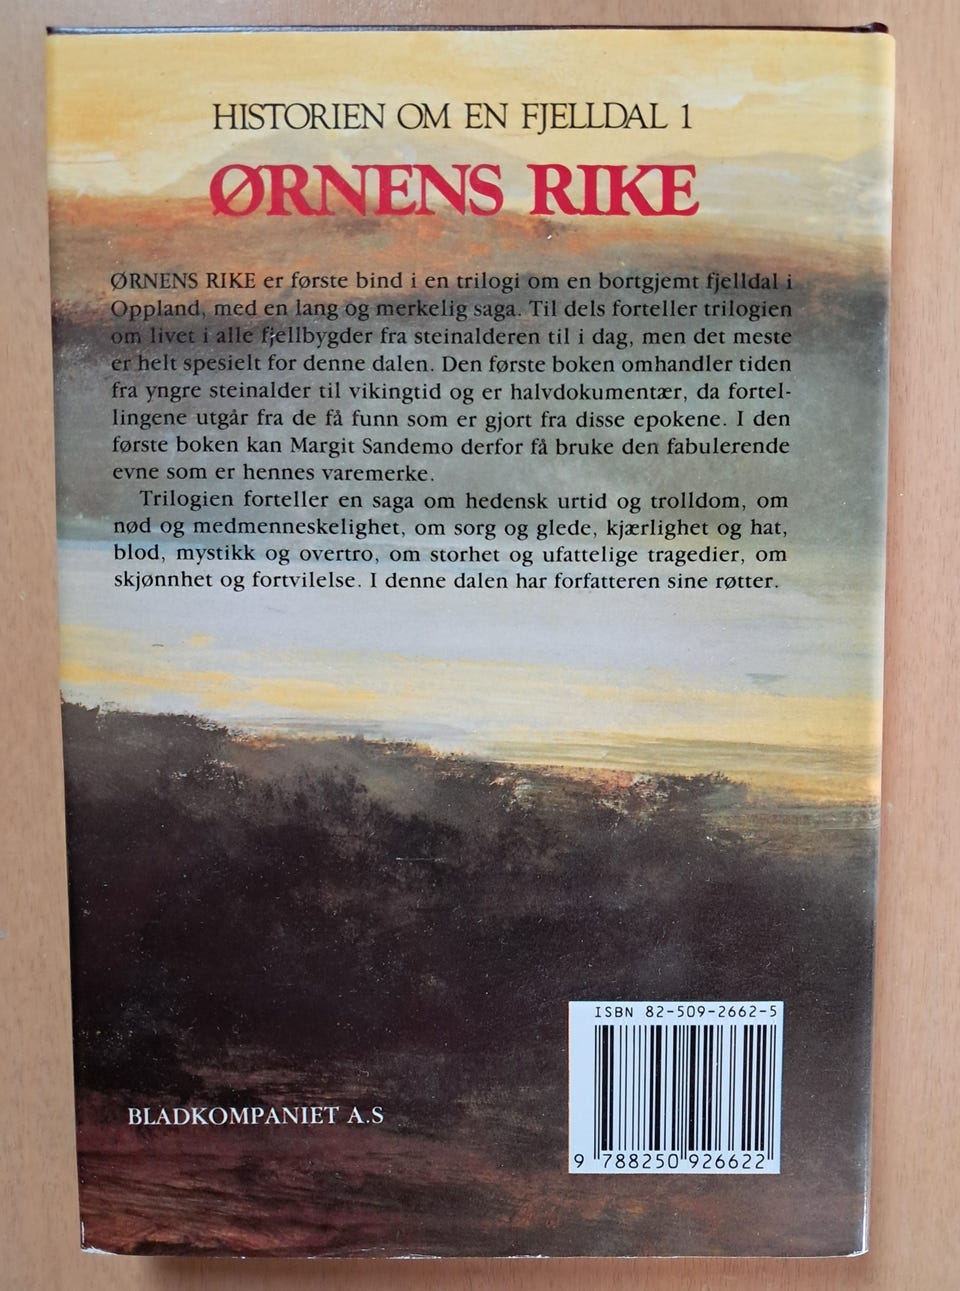 HISTORIEN OM EN FJELLDAL 1
ØRNENS RIKE
ØRNENS RIKE er første bind i en trilogi om en bortgjemt fjelldal i
Oppland, med en lang og merkelig saga. Til dels forteller trilogien
om livet i alle fjellbygder fra steinalderen til i dag, men det meste
er helt spesielt for denne dalen. Den første boken omhandler tiden
fra yngre steinalder til vikingtid og er halvdokumentær, da fortel-
lingene utgår fra de få funn som er gjort fra disse epokene. I den
første boken kan Margit Sandemo derfor få bruke den fabulerende
evne som er hennes varemerke.
Trilogien forteller en saga om hedensk urtid og trolldom, om
nød og medmenneskelighet, om sorg og glede, kjærlighet og hat,
blod, mystikk og overtro, om storhet og ufattelige tragedier, om
skjønnhet og fortvilelse. I denne dalen har forfatteren sine røtter.
ISBN 82-509-2662-5
BLADKOMPANIET A.S
9 788250 926622